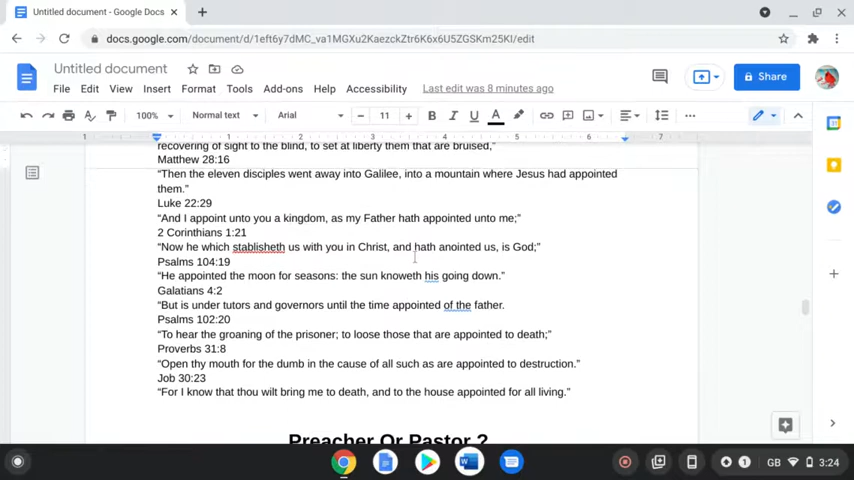 Untitled document - Google Docs
docs.google.com/document/d/1eft6y7dMC_va1MGXu2KaezckZtr6K6x6U5ZGSKm25KI/edit
Untitled document
File Edit View Insert Format Tools Extensions Help Accessibility Last edit was 8 minutes ago
Share
100% Normal text Arial 11 B I U A
1 1 2 3 4 5 6 7
recovering of sight to the blind, to set at liberty them that are bruised,”
Matthew 28:16
“Then the eleven disciples went away into Galilee, into a mountain where Jesus had appointed
them.”
Luke 22:29
“And I appoint unto you a kingdom, as my Father hath appointed unto me;”
2 Corinthians 1:21
“Now he which stablisheth us with you in Christ, and hath anointed us, is God;”
Psalms 104:19
“He appointed the moon for seasons: the sun knoweth his going down.”
Galatians 4:2
“But is under tutors and governors until the time appointed of the father.
Psalms 102:20
“To hear the groaning of the prisoner; to loose those that are appointed to death;”
Proverbs 31:8
“Open thy mouth for the dumb in the cause of all such as are appointed to destruction.”
Job 30:23
“For I know that thou wilt bring me to death, and to the house appointed for all living.”
Preacher Or Pastor ?
1 GB 3:24